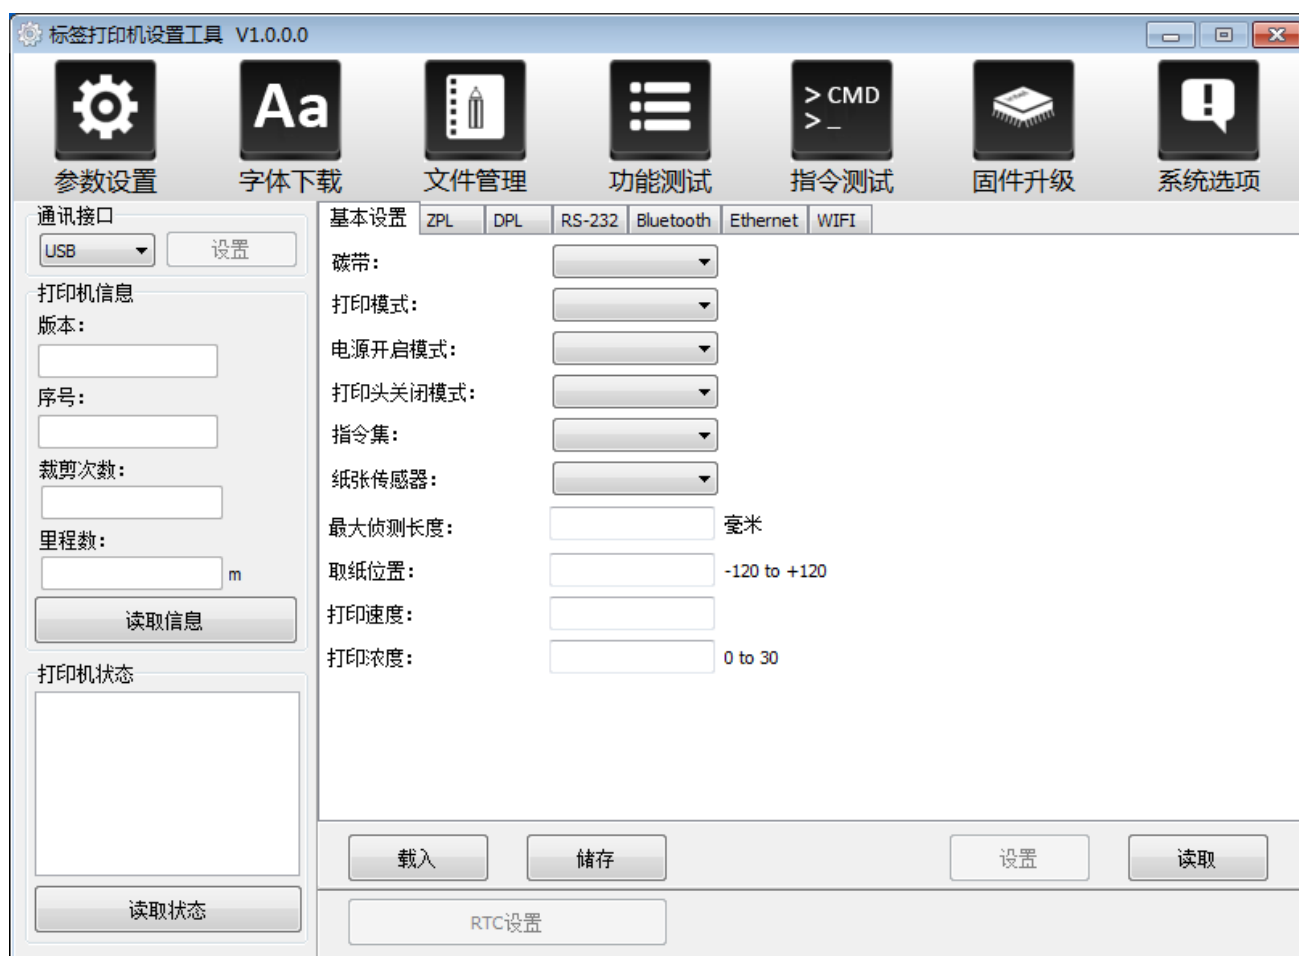 标签打印机设置工具 V1.0.0.0
Aa
> CMD
>_
参数设置 字体下载 文件管理 功能测试 指令测试 固件升级 系统选项
通讯接口
USB 设置
打印机信息
版本:
序号:
裁剪次数:
里程数:
m
读取信息
打印机状态
读取状态
基本设置 ZPL DPL RS-232 Bluetooth Ethernet WIFI
碳带:
打印模式:
电源开启模式:
打印头关闭模式:
指令集:
纸张传感器:
最大侦测长度: 毫米
取纸位置: -120 to +120
打印速度:
打印浓度: 0 to 30
载入 储存 设置 读取
RTC设置